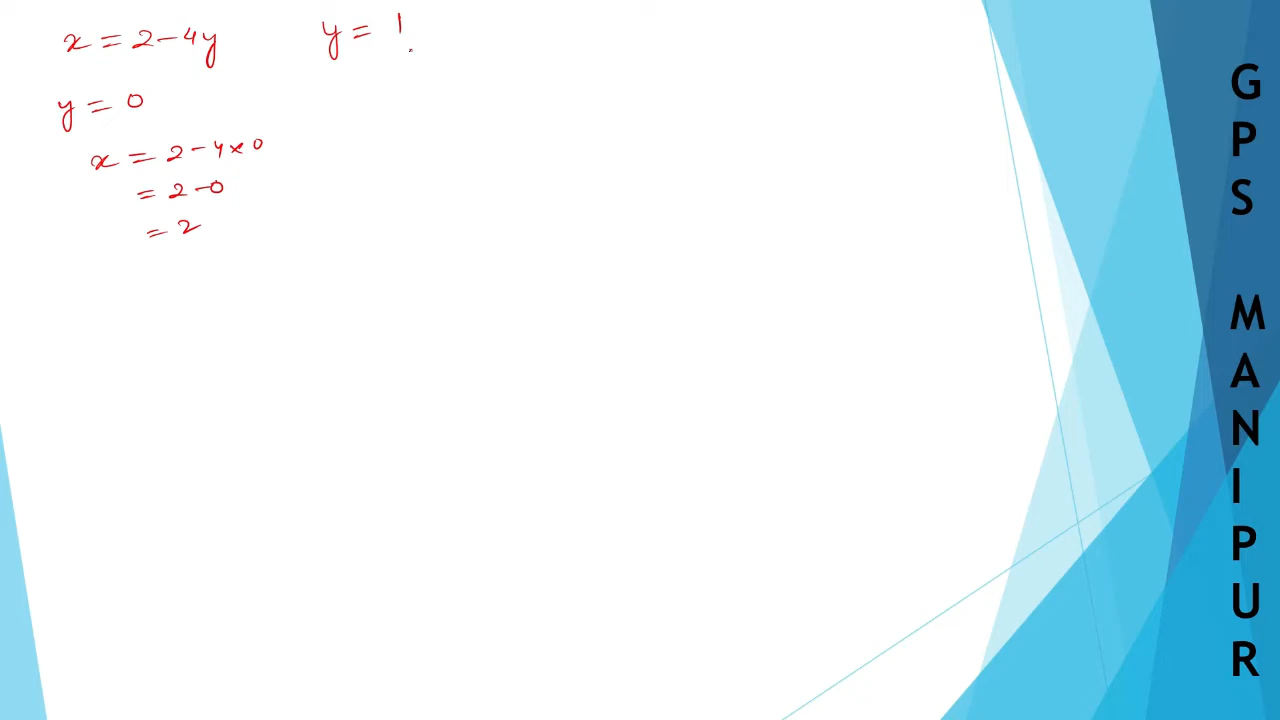 x = 2 - 4y
y = 0
x = 2 - 4 × 0
= 2 - 0
= 2
y = 1
GPS MANIPUR